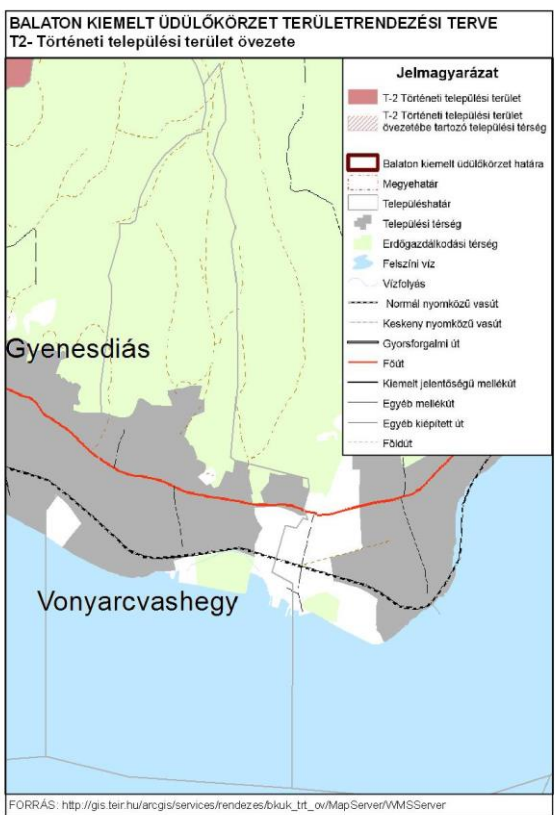 BALATON KIEMELT ÜDÜLŐKÖRZET TERÜLETRENDEZÉSI TERVE
T2- Történeti települési terület övezete
Jelmagyarázat
T-2 Történeti települési terület
T-2 Történeti települési terület
övezetébe tartozó települési térség
Balaton kiemelt üdülőkörzet határa
Megyehatár
Településhatár
Települési térség
Erdőgazdálkodási térség
Felszíni víz
Vízfolyás
Normál nyomközű vasút
Keskeny nyomközű vasút
Gyorsforgalmi út
Főút
Kiemelt jelentőségű mellékút
Egyéb mellékút
Egyéb kiépített út
Földút
Gyenesdiás
Vonyarcvashegy
FORRÁS: http://gis.teir.hu/arcgis/services/rendezes/bkuk_trt_ov/MapServer/WMSServer